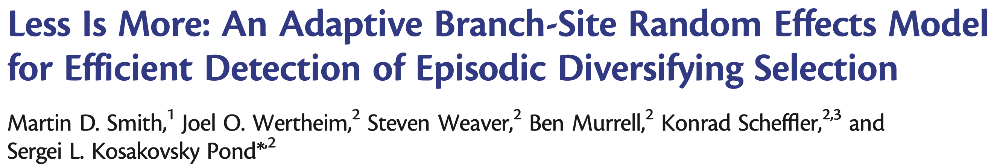 Less Is More: An Adaptive Branch-Site Random Effects Model
for Efficient Detection of Episodic Diversifying Selection
Martin D. Smith,1 Joel O. Wertheim,2 Steven Weaver,2 Ben Murrell,2 Konrad Scheffler,2,3 and
Sergei L. Kosakovsky Pond*,2